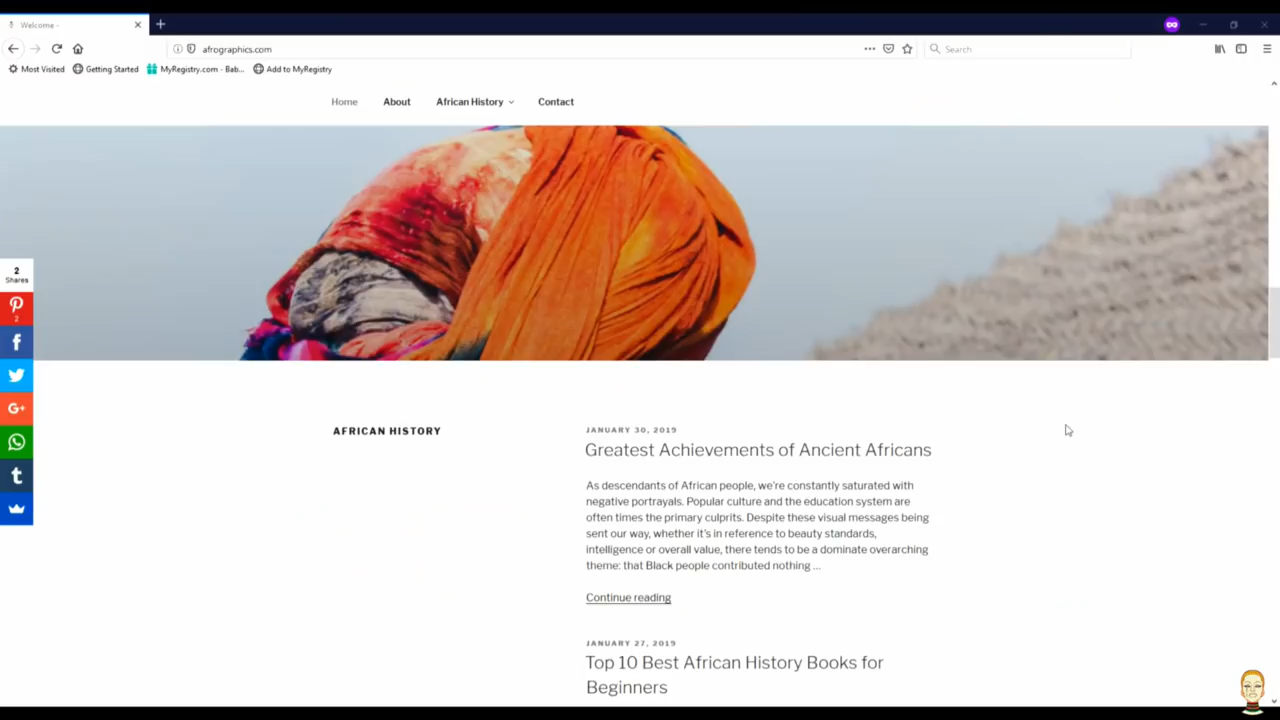 Welcome -
afrographics.com
Search
Most Visited
Getting Started
MyRegistry.com - Bab...
Add to MyRegistry
Home
About
African History
Contact
2
Shares
2
AFRICAN HISTORY
JANUARY 30, 2019
Greatest Achievements of Ancient Africans
As descendants of African people, we're constantly saturated with
negative portrayals. Popular culture and the education system are
often times the primary culprits. Despite these visual messages being
sent our way, whether it's in reference to beauty standards,
intelligence or overall value, there tends to be a dominate overarching
theme: that Black people contributed nothing ...
Continue reading
JANUARY 27, 2019
Top 10 Best African History Books for
Beginners